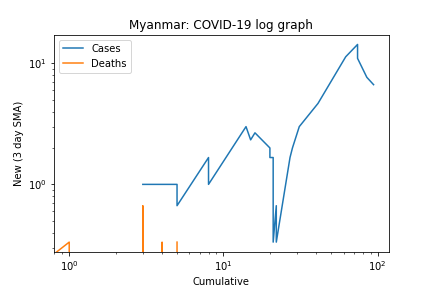 Myanmar: COVID-19 log graph
Cases
Deaths
New (3 day SMA)
10¹
10⁰
10⁰
10¹
10²
Cumulative